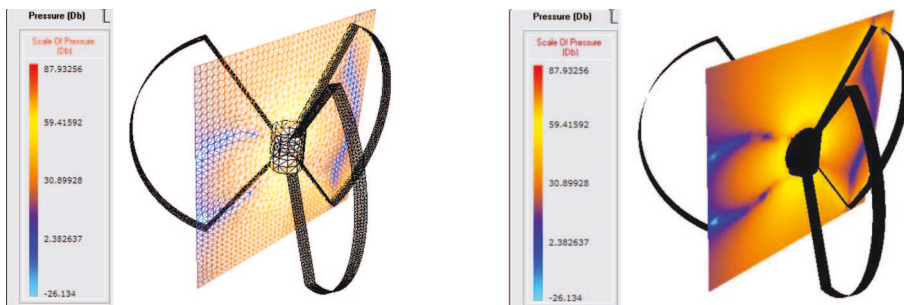 Pressure (Db)
Scale Of Pressure
(Db)
87.93256
59.41592
30.89928
2.382637
-26.134
Pressure (Db)
Scale Of Pressure
(Db)
87.93256
59.41592
30.89928
2.382637
-26.134